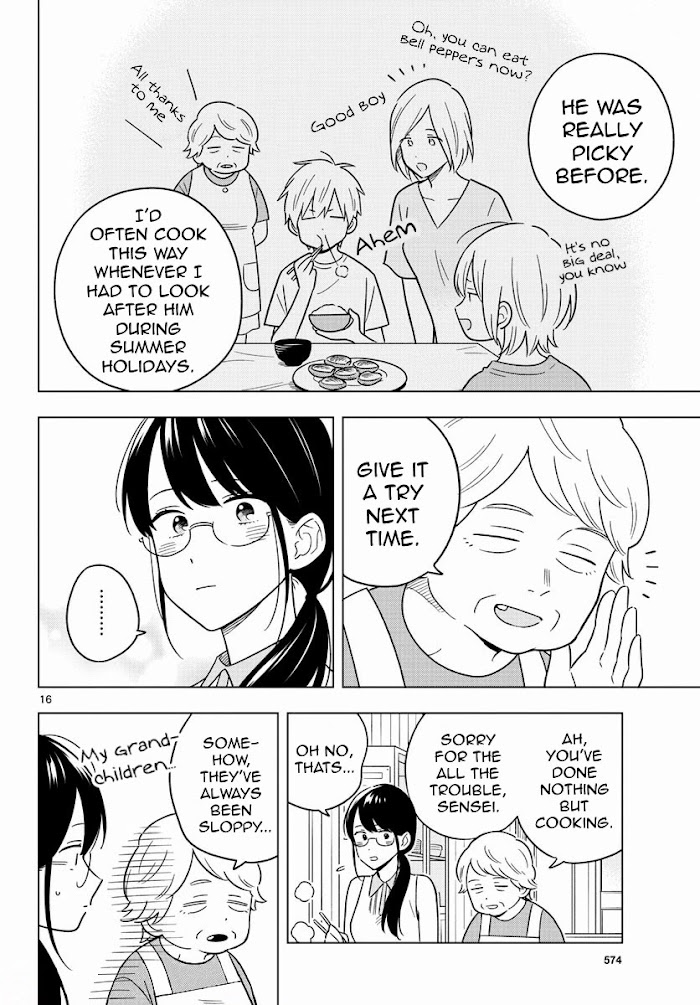 HE WAS
REALLY
PICKY
BEFORE.
Oh, you can eat
Bell peppers now?
Good Boy
All thanks
to me
Ahem
It's no
Big deal,
you know
I'D
OFTEN COOK
THIS WAY
WHENEVER I
HAD TO LOOK
AFTER HIM
DURING
SUMMER
HOLIDAYS.
GIVE IT
A TRY
NEXT
TIME.
.........
16
AH,
YOU'VE
DONE
NOTHING
BUT
COOKING.
SORRY
FOR THE
ALL THE
TROUBLE,
SENSEI.
OH NO,
THATS...
SOME-
HOW,
THEY'VE
ALWAYS
BEEN
SLOPPY...
My Grand-
children...
574